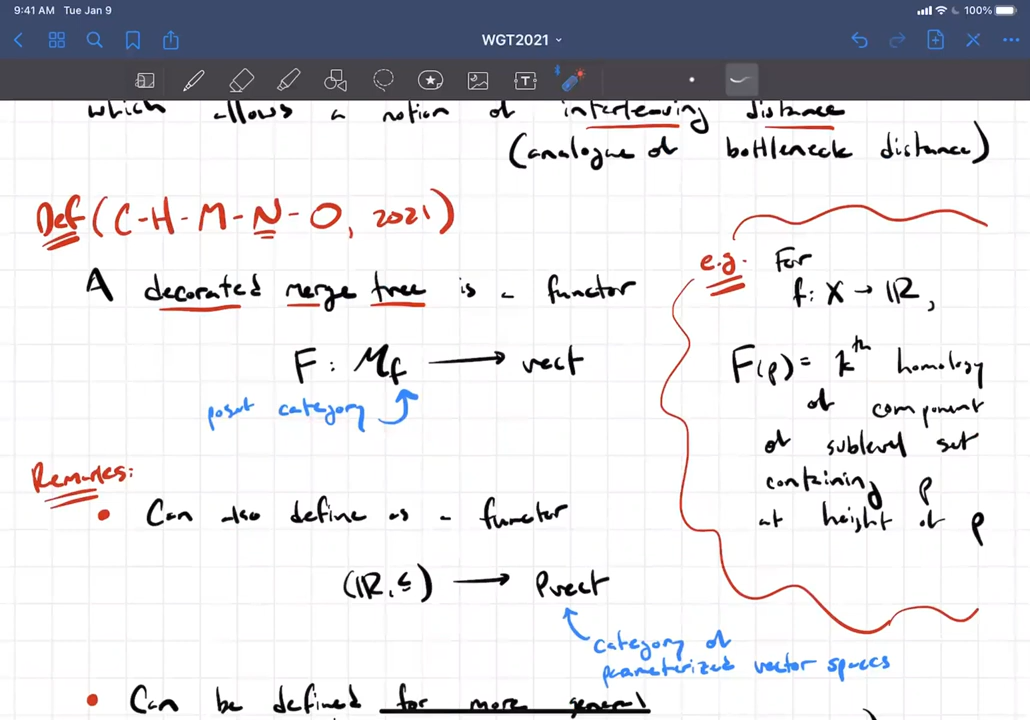 9:41 AM Tue Jan 9
100%
WGT2021
which allows a notion of interleaving distance
(analogue of bottleneck distance)
Def (C-H-M-N-O, 2021)
A decorated merge tree is a functor
F : M_f → vect
poset category
Remarks:
• Can also define as a functor
(ℝ, ≤) → Pvect
category of
parameterized vector spaces
• Can be defined for more general
e.g. For
f: X → ℝ,
F(p) = kᵗʰ homology
of component
of sublevel set
containing p
at height of p